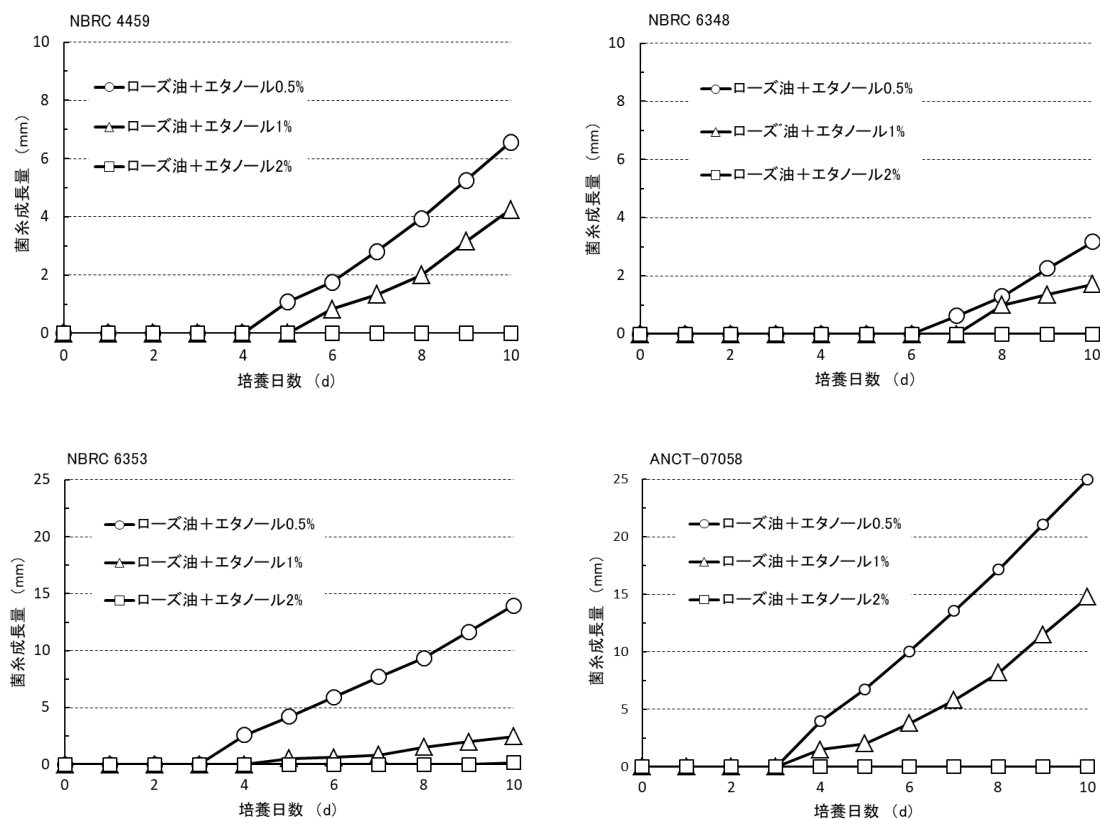 NBRC 4459
10
8
6
4
2
0
菌糸成長量 (mm)
ローズ油＋エタノール0.5%
ローズ油＋エタノール1%
ローズ油＋エタノール2%
0 2 4 6 8 10
培養日数 (d)
NBRC 6348
10
8
6
4
2
0
菌糸成長量 (mm)
ローズ油＋エタノール0.5%
ローズ゛油＋エタノール1%
ローズ油＋エタノール2%
0 2 4 6 8 10
培養日数 (d)
NBRC 6353
25
20
15
10
5
0
菌糸成長量 (mm)
ローズ油＋エタノール0.5%
ローズ油＋エタノール1%
ローズ油＋エタノール2%
0 2 4 6 8 10
培養日数 (d)
ANCT-07058
25
20
15
10
5
0
菌糸成長量 (mm)
ローズ油＋エタノール0.5%
ローズ油＋エタノール1%
ローズ油＋エタノール2%
0 2 4 6 8 10
培養日数 (d)